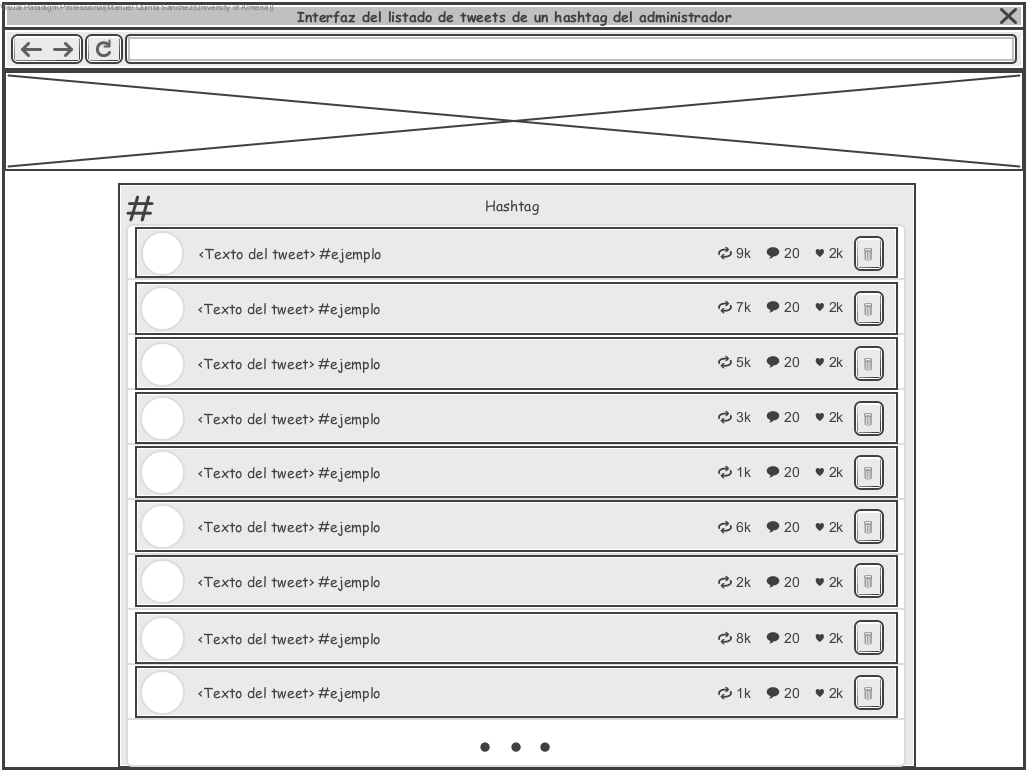 Visual Paradigm Professional(Manuel Quinta Sanchez(University of Almeria))
Interfaz del listado de tweets de un hashtag del administrador
# Hashtag
<Texto del tweet> #ejemplo 9k 20 2k
<Texto del tweet> #ejemplo 7k 20 2k
<Texto del tweet> #ejemplo 5k 20 2k
<Texto del tweet> #ejemplo 3k 20 2k
<Texto del tweet> #ejemplo 1k 20 2k
<Texto del tweet> #ejemplo 6k 20 2k
<Texto del tweet> #ejemplo 2k 20 2k
<Texto del tweet> #ejemplo 8k 20 2k
<Texto del tweet> #ejemplo 1k 20 2k